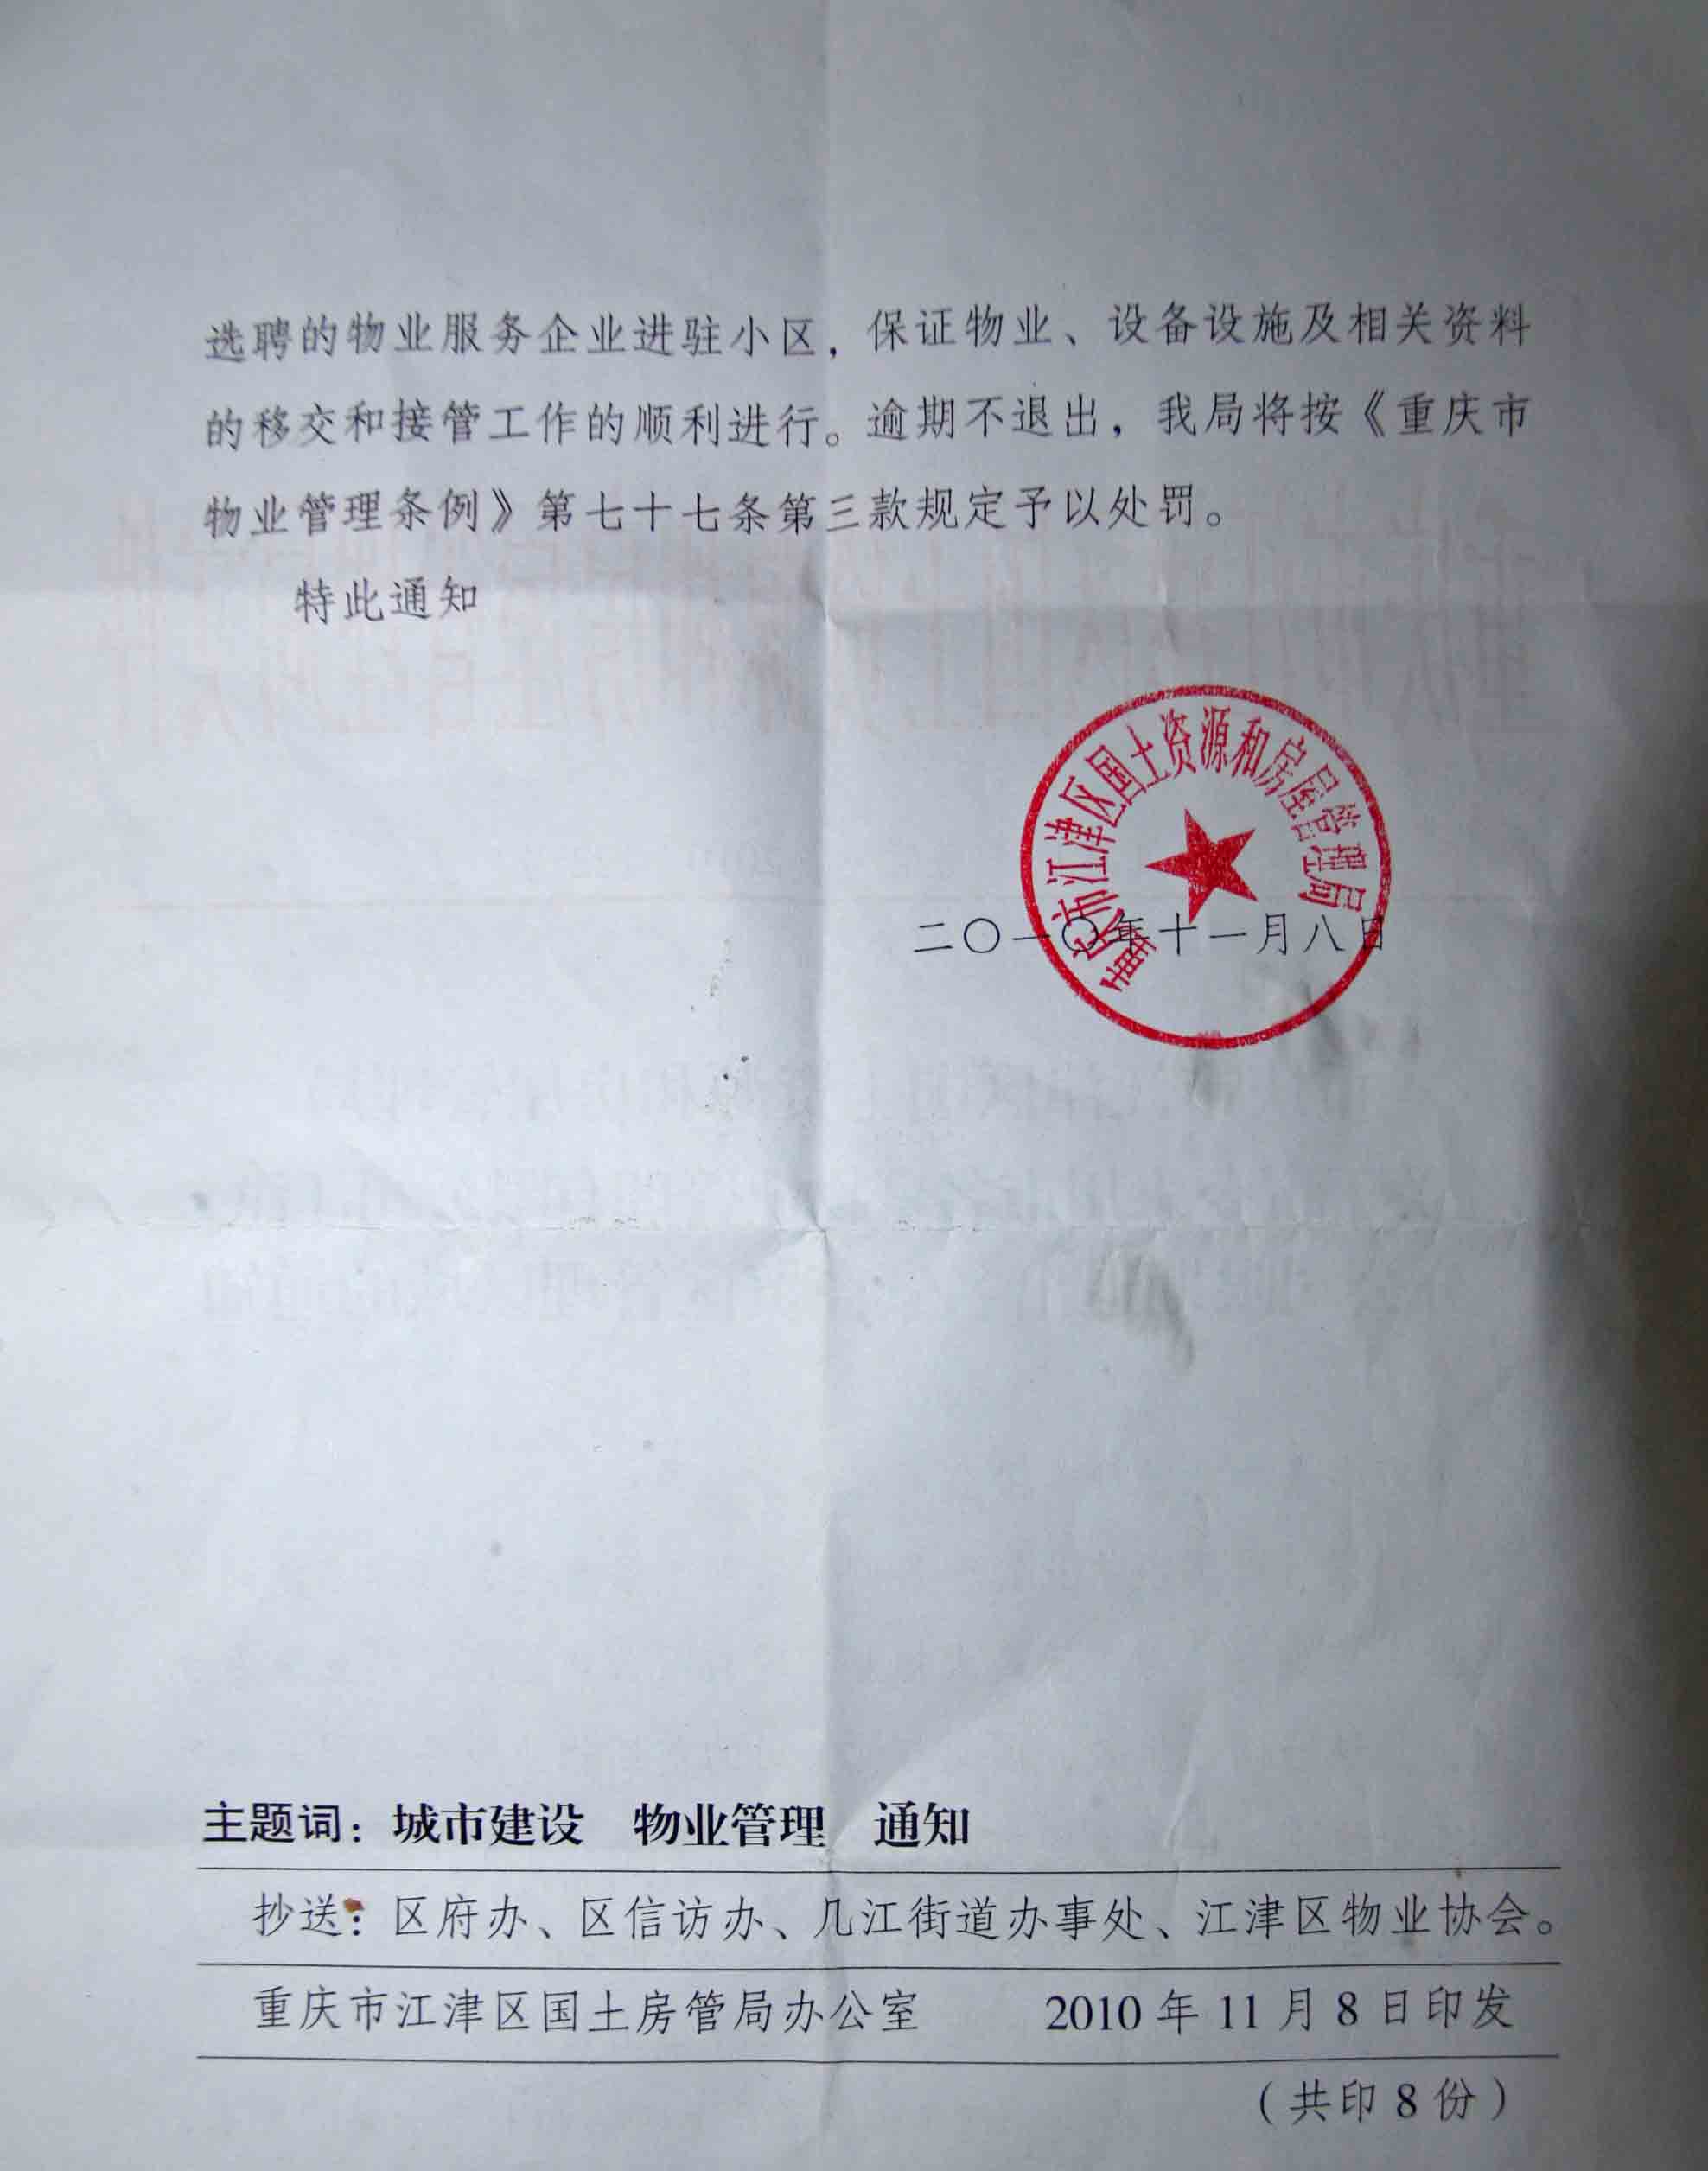 选聘的物业服务企业进驻小区，保证物业、设备设施及相关资料
的移交和接管工作的顺利进行。逾期不退出，我局将按《重庆市
物业管理条例》第七十七条第三款规定予以处罚。
特此通知
重庆市江津区国土资源和房屋管理局
二〇一〇年十一月八日
主题词：城市建设　物业管理　通知
抄送：区府办、区信访办、几江街道办事处、江津区物业协会。
重庆市江津区国土房管局办公室　2010年11月8日印发
（共印8份）